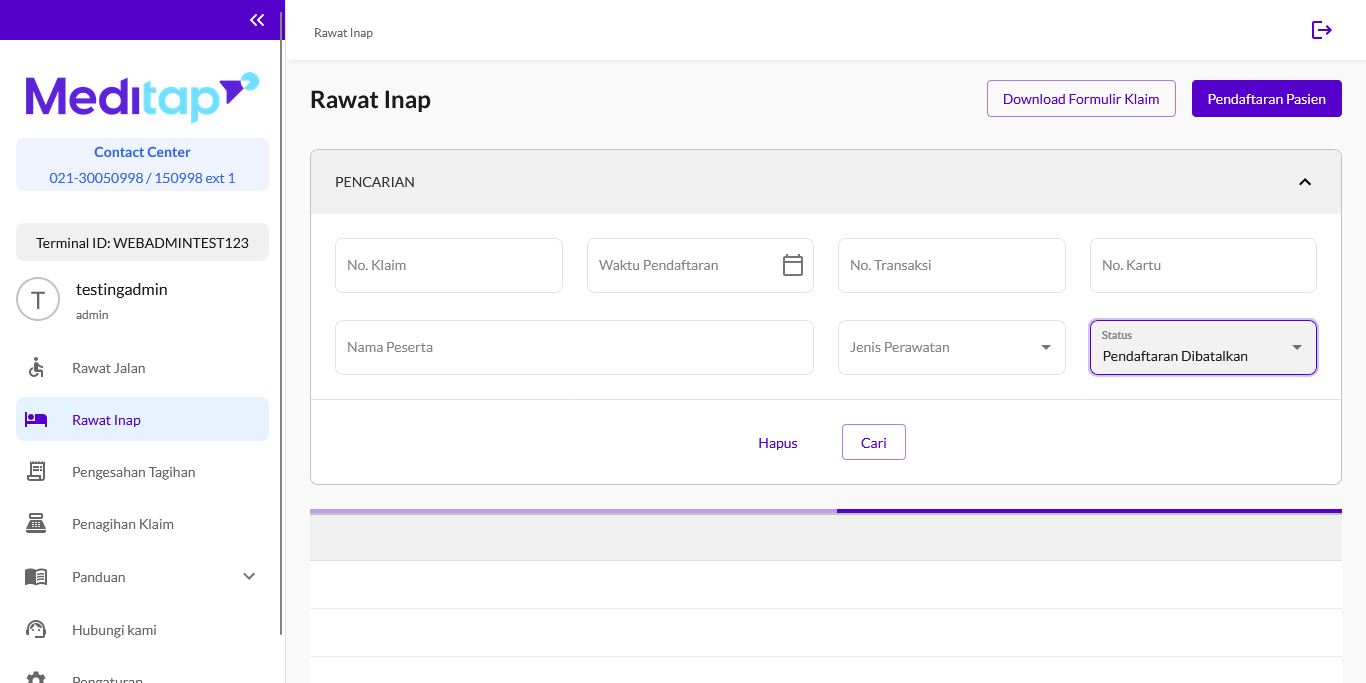 Rawat Inap
Meditap
Contact Center
021-30050998 / 150998 ext 1
Terminal ID: WEBADMINTEST123
T
testingadmin
admin
Rawat Jalan
Rawat Inap
Pengesahan Tagihan
Penagihan Klaim
Panduan
Hubungi kami
Pengaturan
Rawat Inap
Download Formulir Klaim
Pendaftaran Pasien
PENCARIAN
No. Klaim
Waktu Pendaftaran
No. Transaksi
No. Kartu
Nama Peserta
Jenis Perawatan
Status
Pendaftaran Dibatalkan
Hapus
Cari